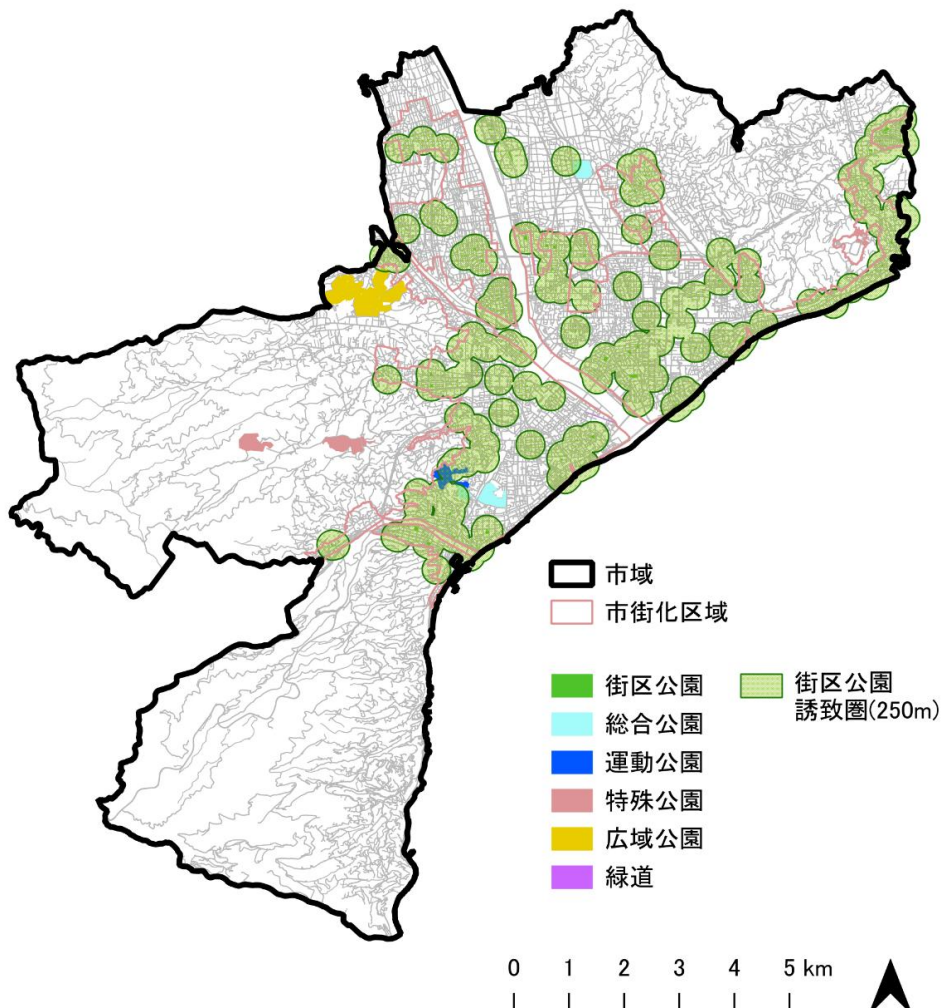 市域
市街化区域
街区公園
総合公園
運動公園
特殊公園
広域公園
緑道
街区公園
誘致圏(250m)
0 1 2 3 4 5 km